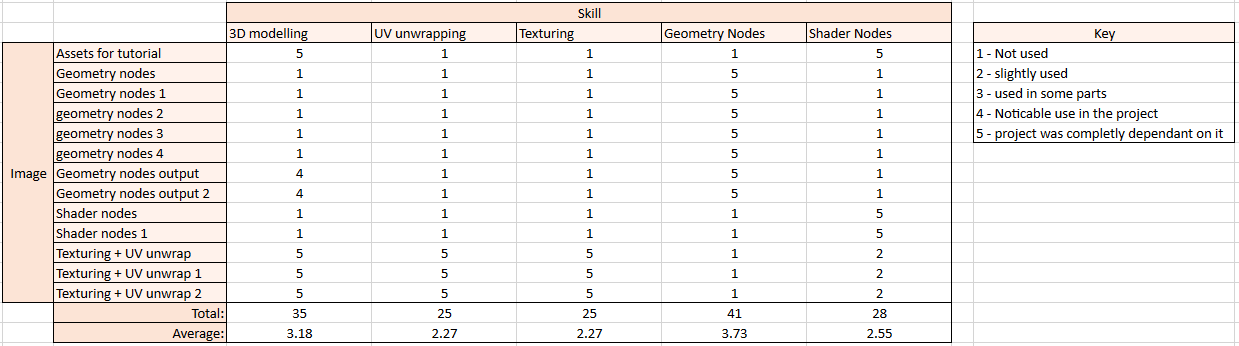 Skill
3D modelling UV unwrapping Texturing Geometry Nodes Shader Nodes Key
Assets for tutorial 5 1 1 1 5 1 - Not used
Geometry nodes 1 1 1 5 1 2 - slightly used
Geometry nodes 1 1 1 1 5 1 3 - used in some parts
geometry nodes 2 1 1 1 5 1 4 - Noticable use in the project
geometry nodes 3 1 1 1 5 1 5 - project was completly dependant on it
geometry nodes 4 1 1 1 5 1
Image Geometry nodes output 4 1 1 5 1
Geometry nodes output 2 4 1 1 5 1
Shader nodes 1 1 1 1 5
Shader nodes 1 1 1 1 1 5
Texturing + UV unwrap 5 5 5 1 2
Texturing + UV unwrap 1 5 5 5 1 2
Texturing + UV unwrap 2 5 5 5 1 2
Total: 35 25 25 41 28
Average: 3.18 2.27 2.27 3.73 2.55